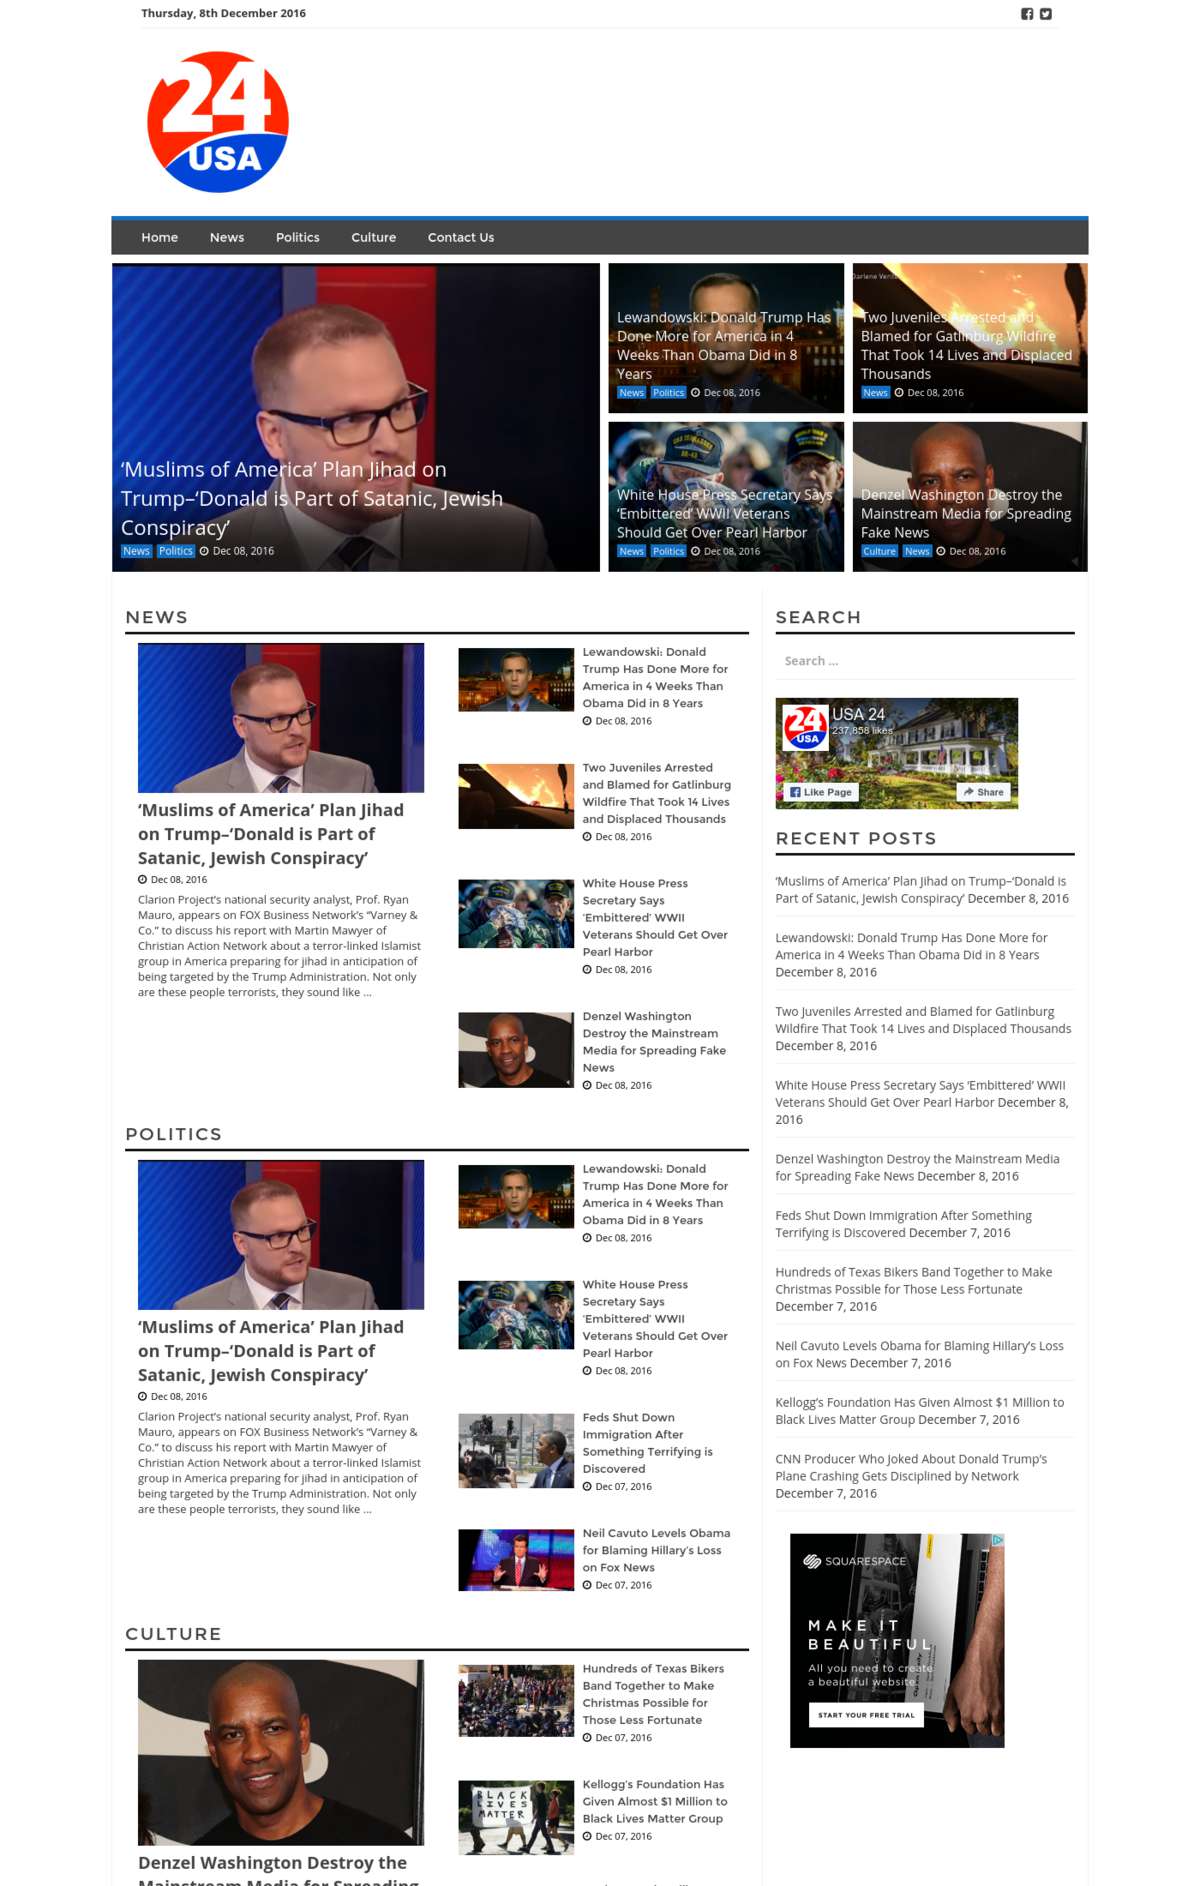 Thursday, 8th December 2016
24
USA
Home News Politics Culture Contact Us
‘Muslims of America’ Plan Jihad on
Trump–‘Donald is Part of Satanic, Jewish
Conspiracy’
News Politics Dec 08, 2016
Lewandowski: Donald Trump Has
Done More for America in 4
Weeks Than Obama Did in 8
Years
News Politics Dec 08, 2016
Two Juveniles Arrested and
Blamed for Gatlinburg Wildfire
That Took 14 Lives and Displaced
Thousands
News Dec 08, 2016
White House Press Secretary Says
‘Embittered’ WWII Veterans
Should Get Over Pearl Harbor
News Politics Dec 08, 2016
Denzel Washington Destroy the
Mainstream Media for Spreading
Fake News
Culture News Dec 08, 2016
NEWS
‘Muslims of America’ Plan Jihad
on Trump–‘Donald is Part of
Satanic, Jewish Conspiracy’
Dec 08, 2016
Clarion Project’s national security analyst, Prof. Ryan
Mauro, appears on FOX Business Network’s “Varney &
Co.” to discuss his report with Martin Mawyer of
Christian Action Network about a terror-linked Islamist
group in America preparing for jihad in anticipation of
being targeted by the Trump Administration. Not only
are these people terrorists, they sound like ...
Lewandowski: Donald
Trump Has Done More for
America in 4 Weeks Than
Obama Did in 8 Years
Dec 08, 2016
Two Juveniles Arrested
and Blamed for Gatlinburg
Wildfire That Took 14 Lives
and Displaced Thousands
Dec 08, 2016
White House Press
Secretary Says
‘Embittered’ WWII
Veterans Should Get Over
Pearl Harbor
Dec 08, 2016
Denzel Washington
Destroy the Mainstream
Media for Spreading Fake
News
Dec 08, 2016
POLITICS
‘Muslims of America’ Plan Jihad
on Trump–‘Donald is Part of
Satanic, Jewish Conspiracy’
Dec 08, 2016
Clarion Project’s national security analyst, Prof. Ryan
Mauro, appears on FOX Business Network’s “Varney &
Co.” to discuss his report with Martin Mawyer of
Christian Action Network about a terror-linked Islamist
group in America preparing for jihad in anticipation of
being targeted by the Trump Administration. Not only
are these people terrorists, they sound like ...
Lewandowski: Donald
Trump Has Done More for
America in 4 Weeks Than
Obama Did in 8 Years
Dec 08, 2016
White House Press
Secretary Says
‘Embittered’ WWII
Veterans Should Get Over
Pearl Harbor
Dec 08, 2016
Feds Shut Down
Immigration After
Something Terrifying is
Discovered
Dec 07, 2016
Neil Cavuto Levels Obama
for Blaming Hillary’s Loss
on Fox News
Dec 07, 2016
CULTURE
Denzel Washington Destroy the
Mainstream Media for Spreading
Hundreds of Texas Bikers
Band Together to Make
Christmas Possible for
Those Less Fortunate
Dec 07, 2016
BLACK
LIVES
MATTER
Kellogg’s Foundation Has
Given Almost $1 Million to
Black Lives Matter Group
Dec 07, 2016
SEARCH
Search ...
24
USA
USA 24
237,858 likes
Like Page
Share
RECENT POSTS
‘Muslims of America’ Plan Jihad on Trump–‘Donald is
Part of Satanic, Jewish Conspiracy’ December 8, 2016
Lewandowski: Donald Trump Has Done More for
America in 4 Weeks Than Obama Did in 8 Years
December 8, 2016
Two Juveniles Arrested and Blamed for Gatlinburg
Wildfire That Took 14 Lives and Displaced Thousands
December 8, 2016
White House Press Secretary Says ‘Embittered’ WWII
Veterans Should Get Over Pearl Harbor December 8,
2016
Denzel Washington Destroy the Mainstream Media
for Spreading Fake News December 8, 2016
Feds Shut Down Immigration After Something
Terrifying is Discovered December 7, 2016
Hundreds of Texas Bikers Band Together to Make
Christmas Possible for Those Less Fortunate
December 7, 2016
Neil Cavuto Levels Obama for Blaming Hillary’s Loss
on Fox News December 7, 2016
Kellogg’s Foundation Has Given Almost $1 Million to
Black Lives Matter Group December 7, 2016
CNN Producer Who Joked About Donald Trump’s
Plane Crashing Gets Disciplined by Network
December 7, 2016
SQUARESPACE
MAKE IT
BEAUTIFUL
All you need to create
a beautiful website.
START YOUR FREE TRIAL